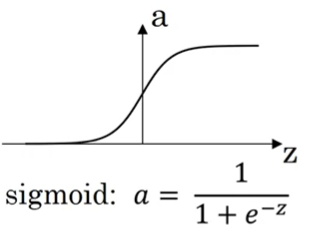 a
z
sigmoid: a = 1 / (1 + e^{-z})